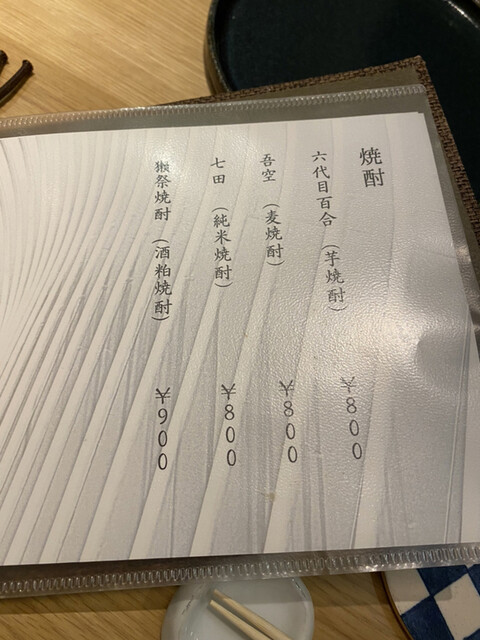 焼酎
六代目百合 （芋焼酎） ￥800
吾空 （麦焼酎） ￥800
七田 （純米焼酎） ￥800
獺祭焼酎 （酒粕焼酎） ￥900